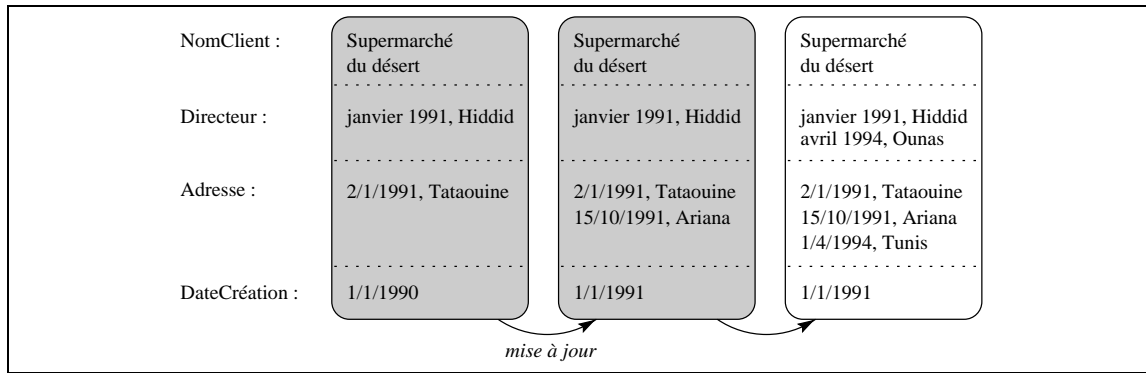 NomClient :
Supermarché
du désert
Supermarché
du désert
Supermarché
du désert
Directeur :
janvier 1991, Hiddid
janvier 1991, Hiddid
janvier 1991, Hiddid
avril 1994, Ounas
Adresse :
2/1/1991, Tataouine
2/1/1991, Tataouine
15/10/1991, Ariana
2/1/1991, Tataouine
15/10/1991, Ariana
1/4/1994, Tunis
DateCréation :
1/1/1990
1/1/1991
1/1/1991
mise à jour